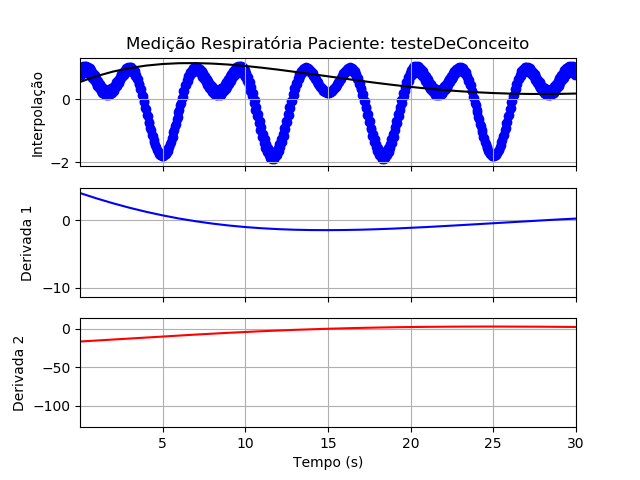 Medição Respiratória Paciente: testeDeConceito
Interpolação
0
−2
Derivada 1
0
−10
Derivada 2
0
−50
−100
5 10 15 20 25 30
Tempo (s)